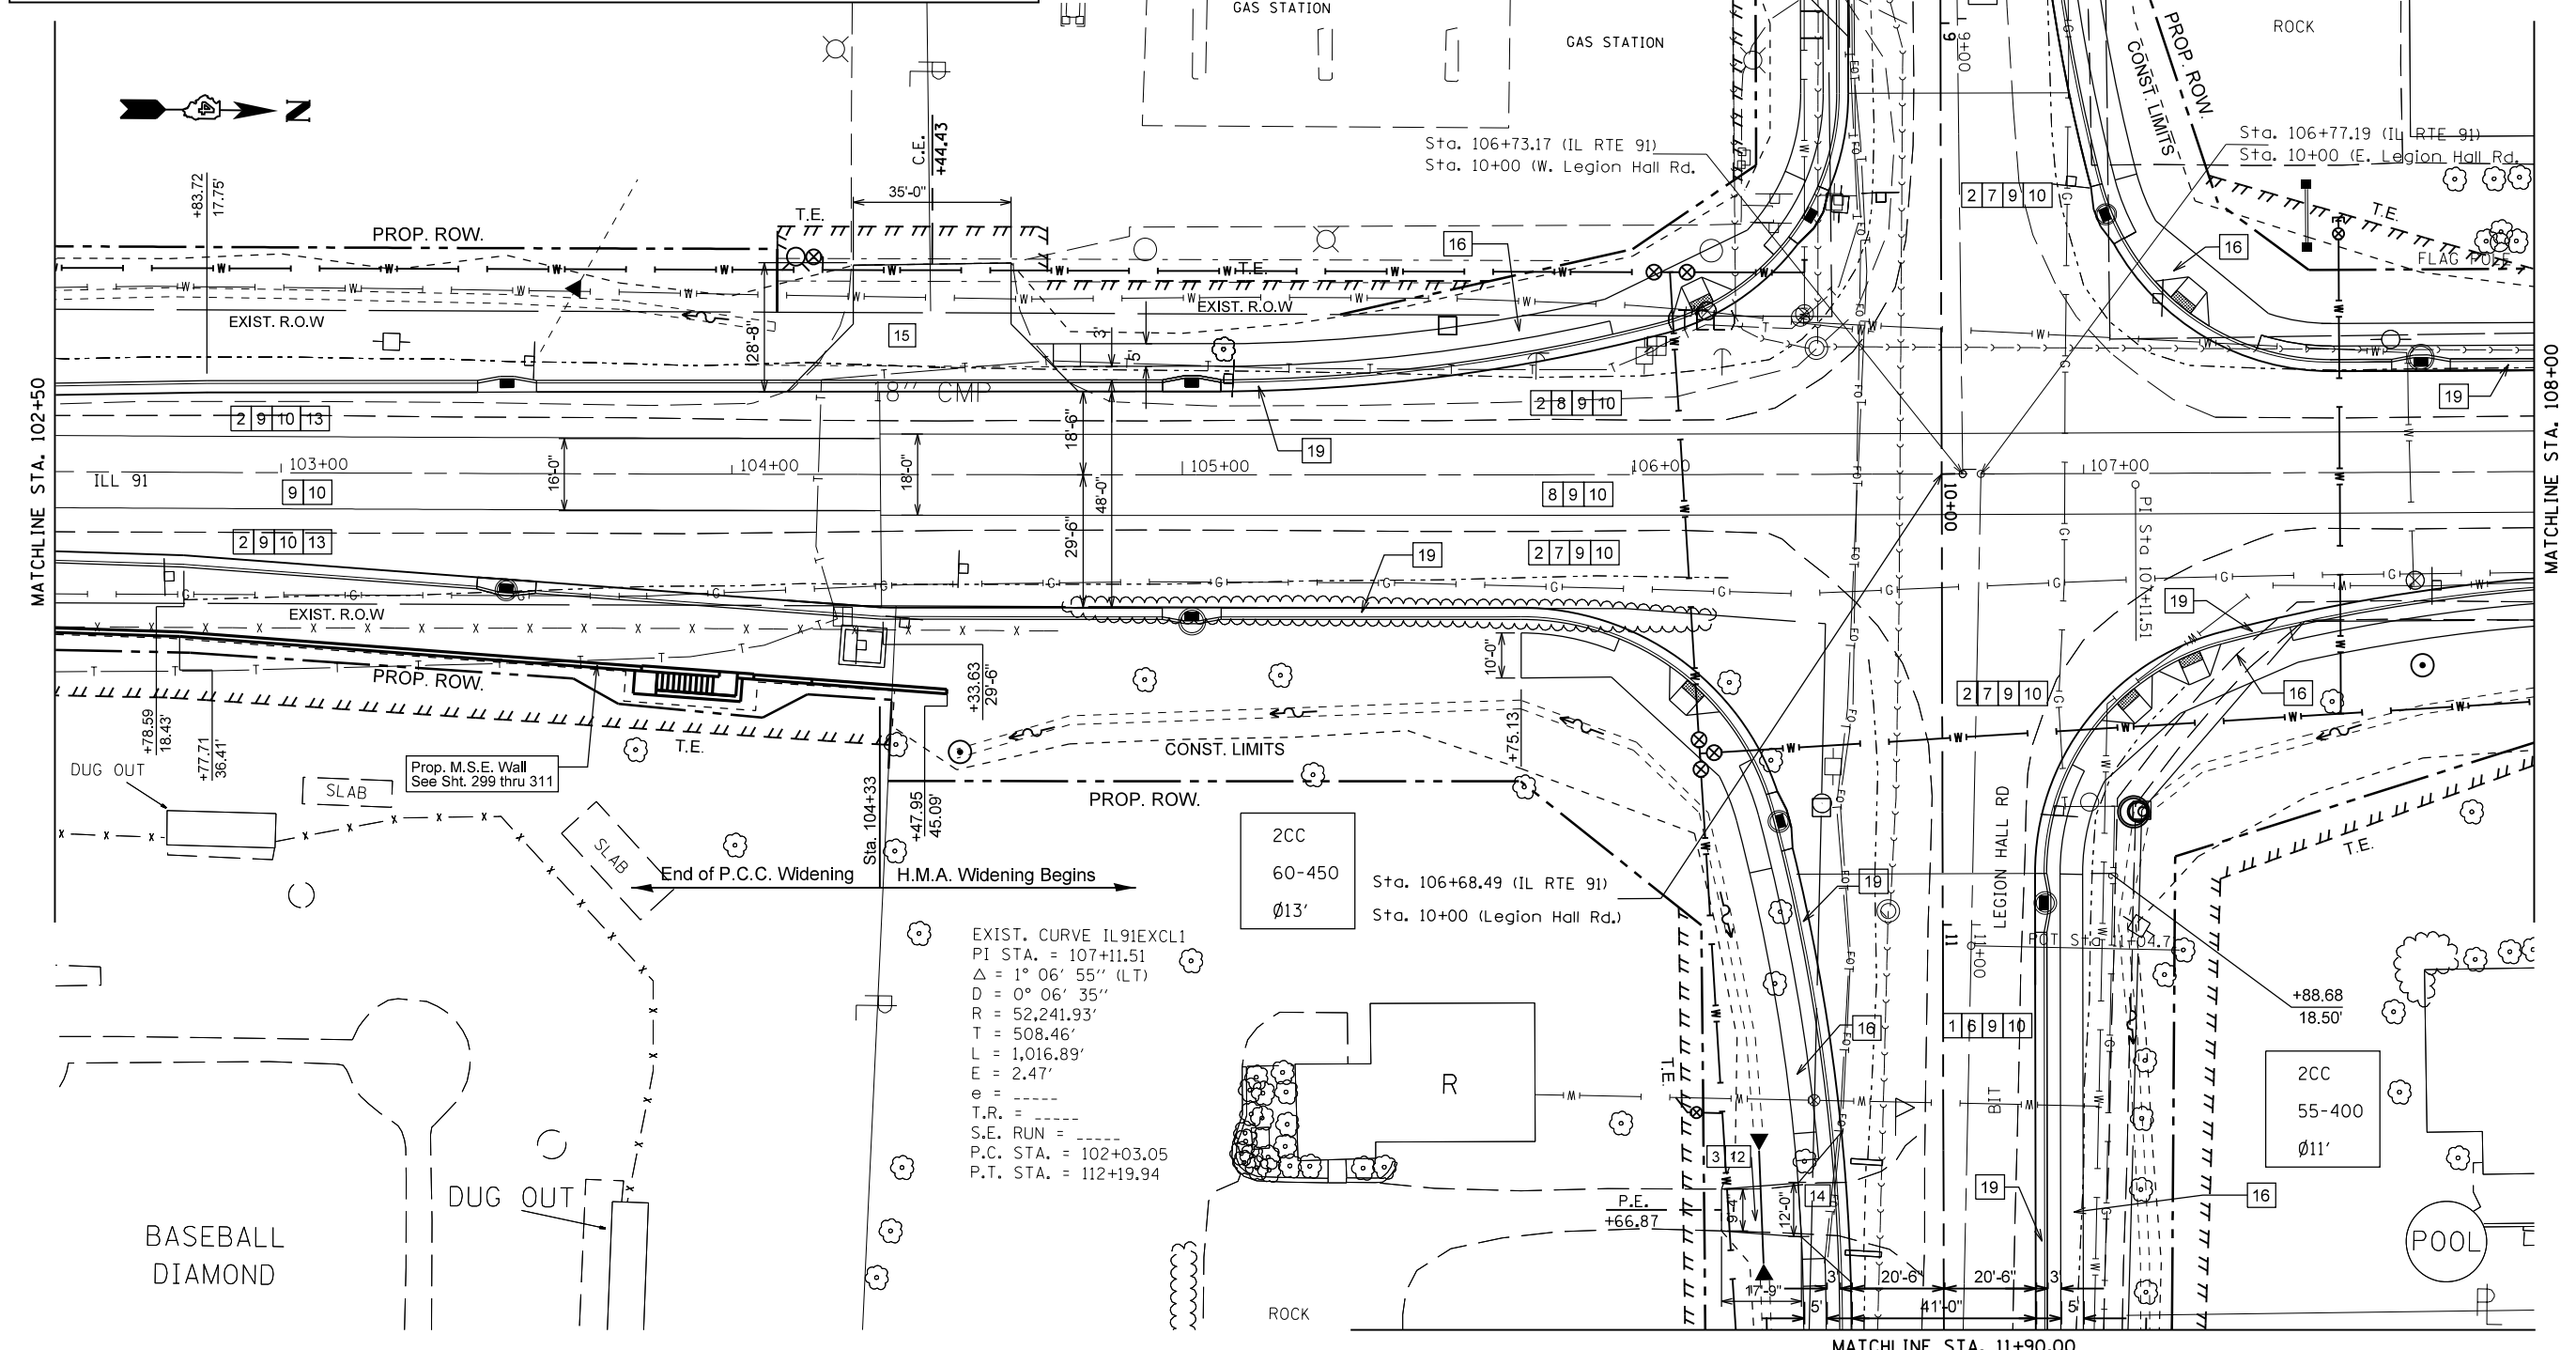 GAS STATION
GAS STATION
ROCK
9
9+00
PROP. ROW.
CONST. LIMITS
N
C.E.
+44.43
35'-0"
+83.72
17.75'
Sta. 106+73.17 (IL RTE 91)
Sta. 10+00 (W. Legion Hall Rd.
Sta. 106+77.19 (IL RTE 91)
Sta. 10+00 (E. Legion Hall Rd.
2 7 9 10
16
16
T.E.
T.E.
T.E.
FLAG POLE
PROP. ROW.
EXIST. R.O.W
EXIST. R.O.W
15
28'-8"
3'
5'
(TEL)
18" CMP
2 9 10 13
2 8 9 10
19
19
18'-6"
MATCHLINE STA. 102+50
MATCHLINE STA. 108+00
ILL 91
103+00
104+00
105+00
106+00
107+00
9 10
16'-0"
18'-0"
48'-0"
29'-6"
8 9 10
10+00
PI Sta 107+11.51
2 9 10 13
19
2 7 9 10
19
EXIST. R.O.W
PROP. ROW.
10'-0"
2 7 9 10
16
+78.59
18.43'
+77.71
36.41'
+33.63
29'-6"
+75.13
T.E.
CONST. LIMITS
DUG OUT
SLAB
Prop. M.S.E. Wall
See Sht. 299 thru 311
SLAB
Sta. 104+33
+47.95
45.09'
PROP. ROW.
End of P.C.C. Widening
H.M.A. Widening Begins
2CC
60-450
Ø13'
Sta. 106+68.49 (IL RTE 91)
Sta. 10+00 (Legion Hall Rd.)
19
LEGION HALL RD
T.E.
11
11+00
POT Sta 11+04.7
EXIST. CURVE IL91EXCL1
PI STA. = 107+11.51
Δ = 1° 06' 55" (LT)
D = 0° 06' 35"
R = 52,241.93'
T = 508.46'
L = 1,016.89'
E = 2.47'
e = _____
T.R. = _____
S.E. RUN = _____
P.C. STA. = 102+03.05
P.T. STA. = 112+19.94
+88.68
18.50'
16
1 6 9 10
R
T.E.
BIT
2CC
55-400
Ø11'
3 12
14
19
16
P.E.
+66.87
9'-4"
12'-0"
DUG OUT
BASEBALL
DIAMOND
POOL
ROCK
17'-9"
3'
20'-6"
20'-6"
3'
5'
41'-0"
5'
MATCHLINE STA. 11+90.00